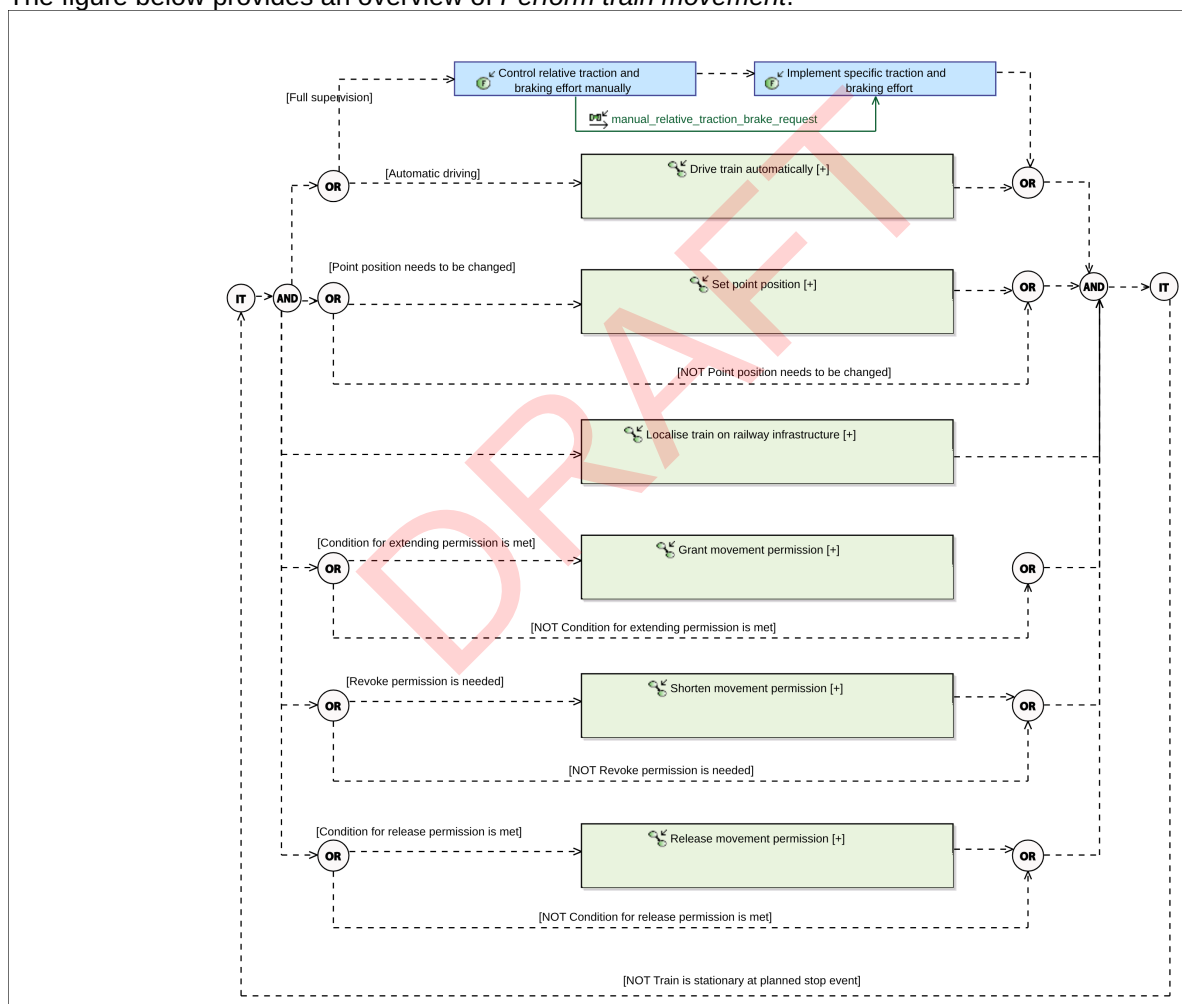 The figure below provides an overview of Perform train movement.
Control relative traction and
braking effort manually
Implement specific traction and
braking effort
[Full supervision]
manual_relative_traction_brake_request
[Automatic driving]
Drive train automatically [+]
OR
OR
[Point position needs to be changed]
Set point position [+]
IT
AND
OR
OR
AND
IT
[NOT Point position needs to be changed]
Localise train on railway infrastructure [+]
[Condition for extending permission is met]
Grant movement permission [+]
OR
OR
[NOT Condition for extending permission is met]
[Revoke permission is needed]
Shorten movement permission [+]
OR
OR
[NOT Revoke permission is needed]
[Condition for release permission is met]
Release movement permission [+]
OR
OR
[NOT Condition for release permission is met]
[NOT Train is stationary at planned stop event]
DRAFT